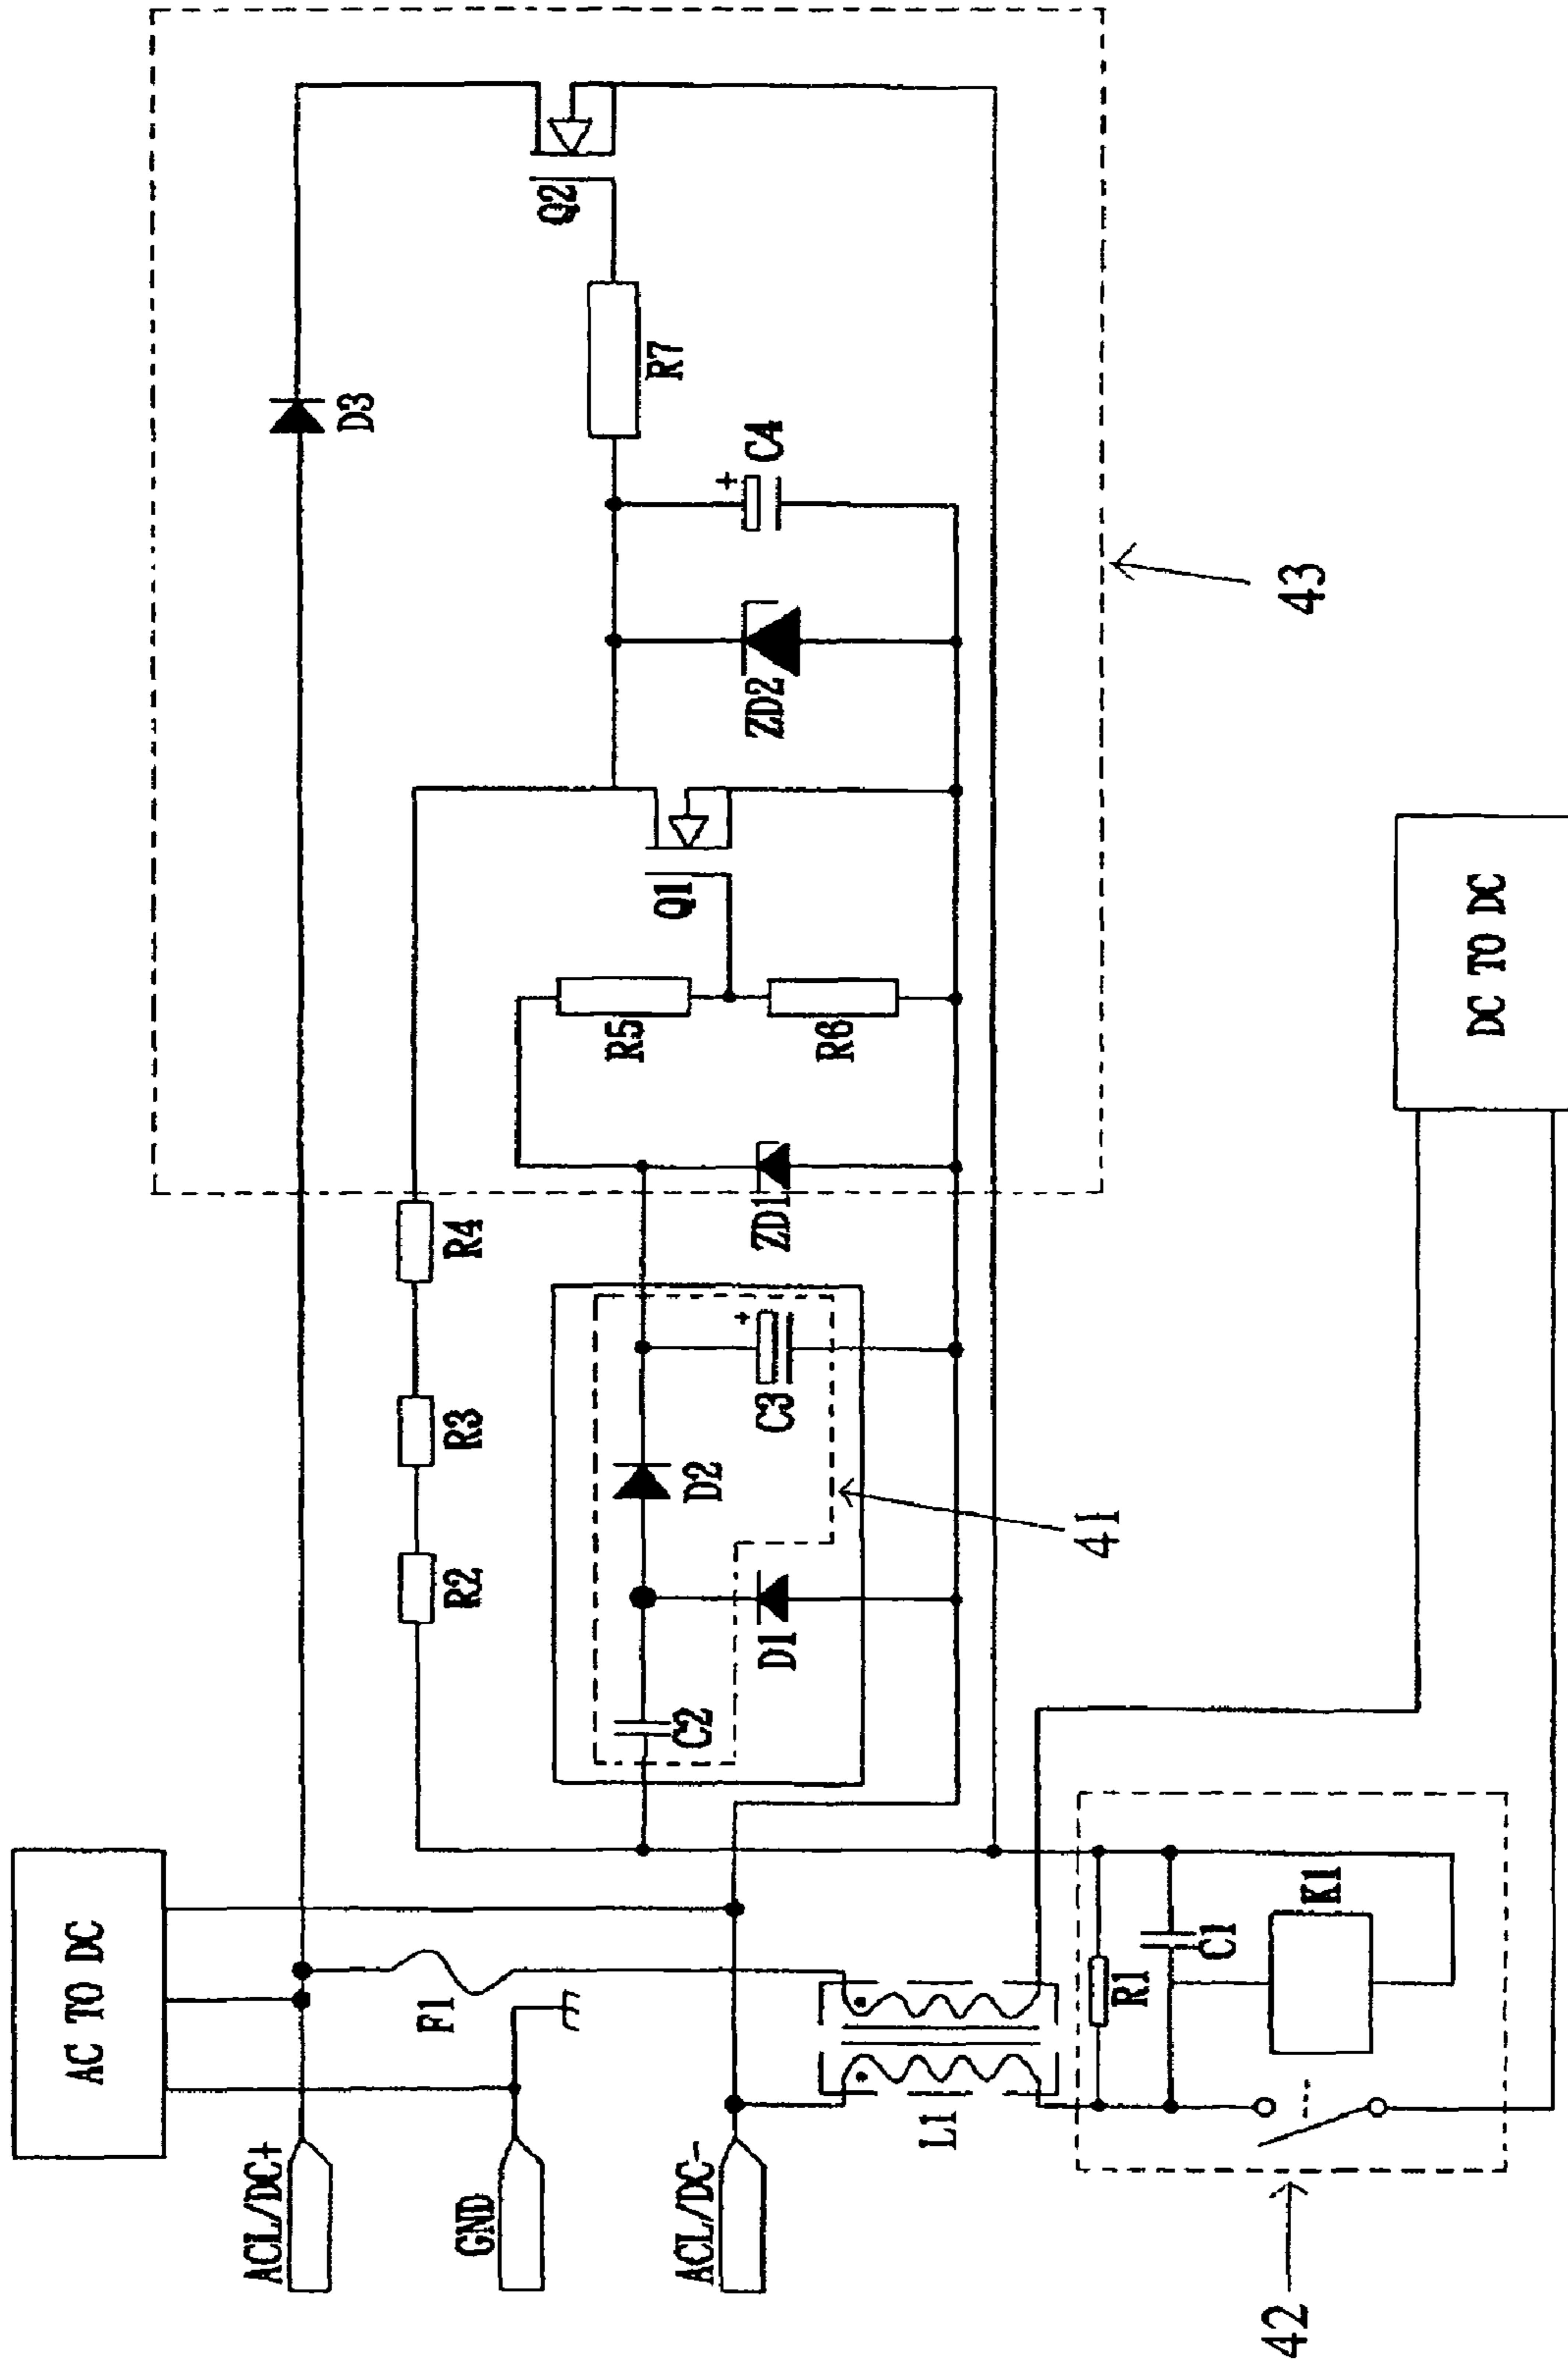 AC TO DC
ACL/DC+
GND
ACL/DC-
F1
L1
R2
R3
R4
D3
C2
D2
D1
C3
+
41
ZD1
R5
R6
Q1
ZD2
C4
+
R7
Q2
43
R1
C1
K1
42
DC TO DC